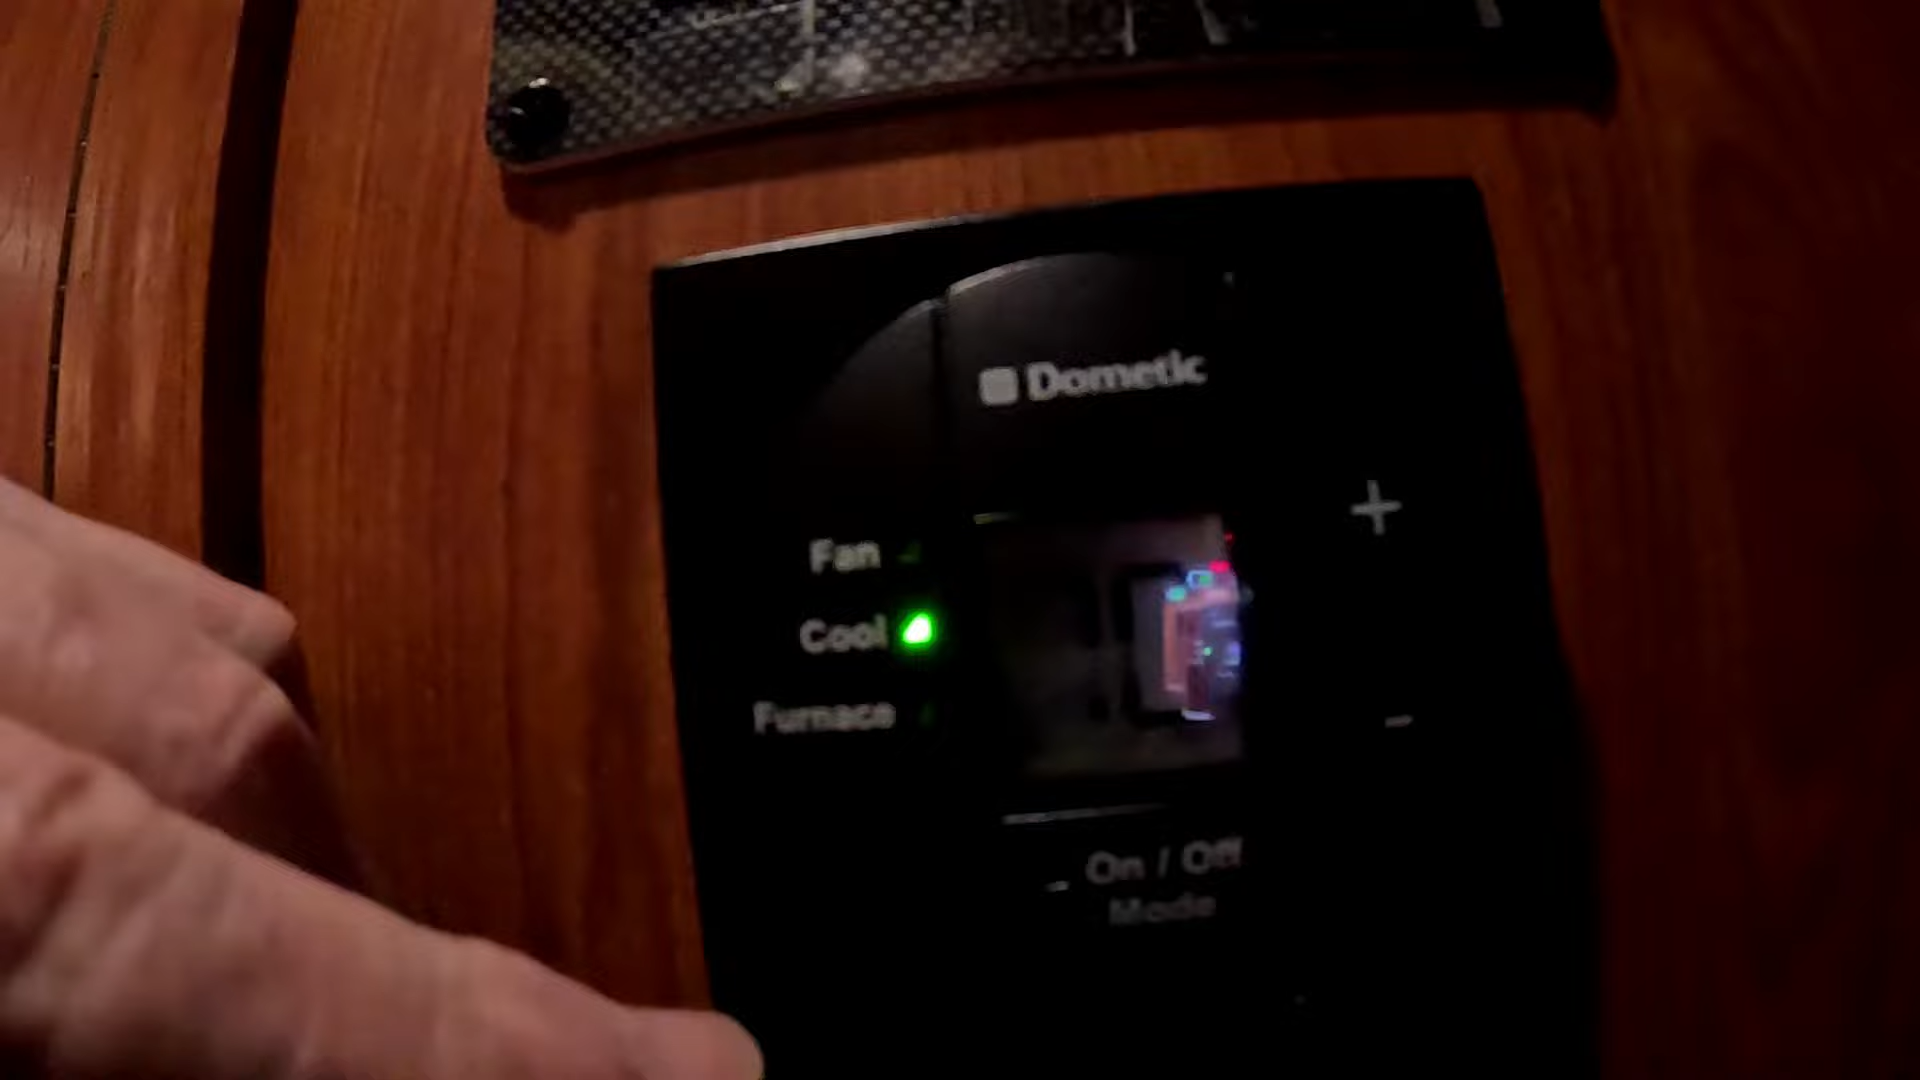 Dometic
+
Fan
Cool
Furnace
-
On / Off
Mode